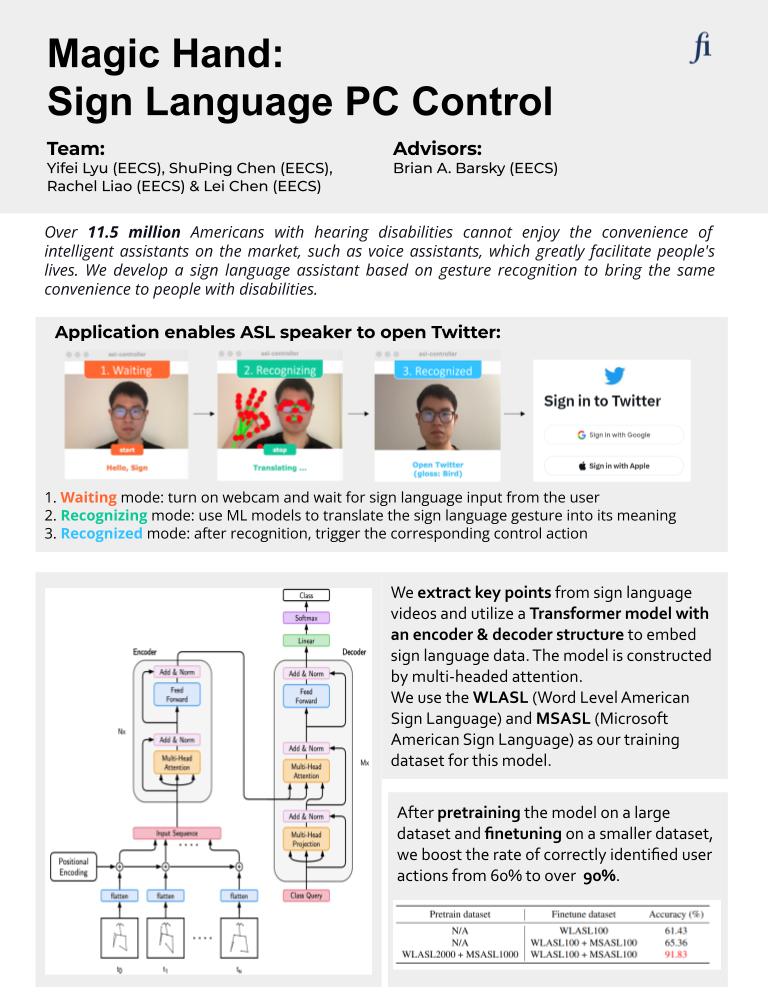 Magic Hand:
Sign Language PC Control
fi
Team:
Yifei Lyu (EECS), ShuPing Chen (EECS),
Rachel Liao (EECS) & Lei Chen (EECS)
Advisors:
Brian A. Barsky (EECS)
Over 11.5 million Americans with hearing disabilities cannot enjoy the convenience of
intelligent assistants on the market, such as voice assistants, which greatly facilitate people's
lives. We develop a sign language assistant based on gesture recognition to bring the same
convenience to people with disabilities.
Application enables ASL speaker to open Twitter:
asl-controller
1. Waiting
start
Hello, Sign
asl-controller
2. Recognizing
stop
Translating ...
asl-controller
3. Recognized
Open Twitter
(gloss: Bird)
Sign in to Twitter
Sign in with Google
Sign in with Apple
1. Waiting mode: turn on webcam and wait for sign language input from the user
2. Recognizing mode: use ML models to translate the sign language gesture into its meaning
3. Recognized mode: after recognition, trigger the corresponding control action
Class
Softmax
Linear
Encoder
Decoder
Add & Norm
Feed
Forward
Nx
Add & Norm
Multi-Head
Attention
Add & Norm
Feed
Forward
Add & Norm
Multi-Head
Attention
Mx
Add & Norm
Multi-Head
Projection
Input Sequence
Positional
Encoding
flatten
flatten
flatten
Class Query
t0
t1
tN
We extract key points from sign language
videos and utilize a Transformer model with
an encoder & decoder structure to embed
sign language data. The model is constructed
by multi-headed attention.
We use the WLASL (Word Level American
Sign Language) and MSASL (Microsoft
American Sign Language) as our training
dataset for this model.
After pretraining the model on a large
dataset and finetuning on a smaller dataset,
we boost the rate of correctly identified user
actions from 60% to over 90%.
Pretrain dataset Finetune dataset Accuracy (%)
N/A WLASL100 61.43
N/A WLASL100 + MSASL100 65.36
WLASL2000 + MSASL1000 WLASL100 + MSASL100 91.83